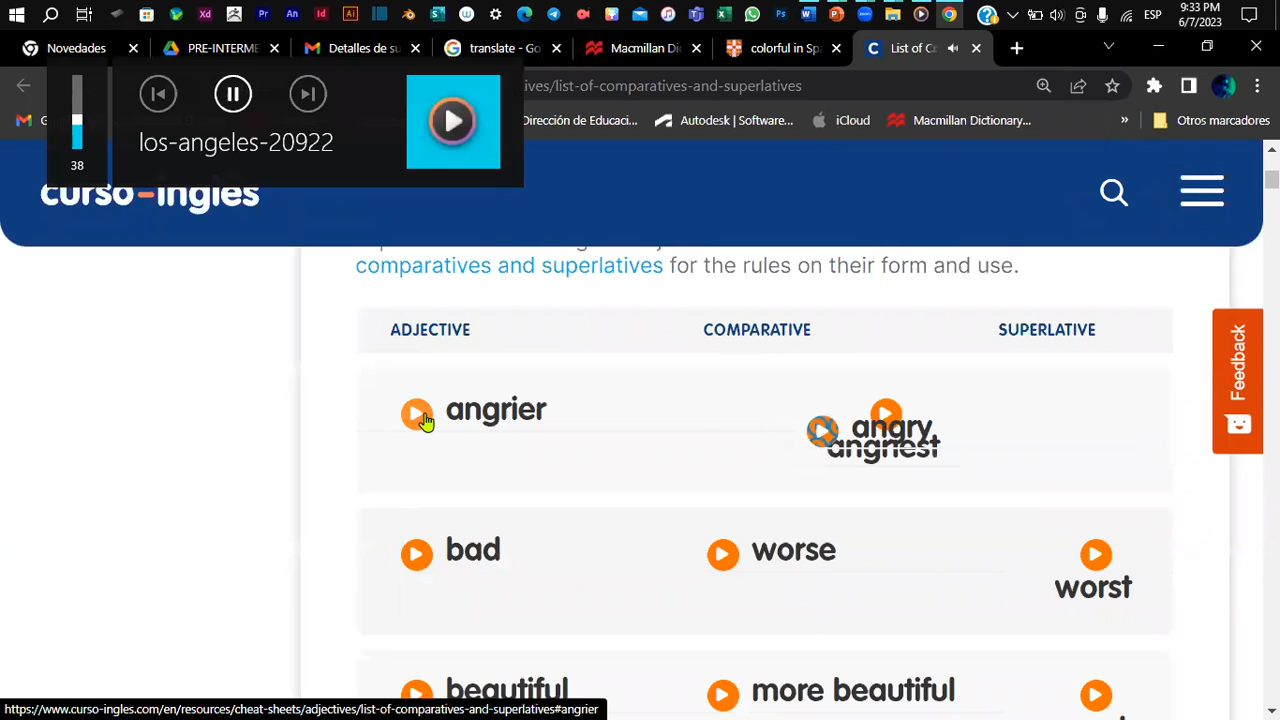 9:33 PM
ESP
6/7/2023
Novedades
PRE-INTERME
Detalles de su
translate - Go
Macmillan Dic
colorful in Spa
List of Co
ives/list-of-comparatives-and-superlatives
Dirección de Educaci...
Autodesk | Software...
iCloud
Macmillan Dictionary...
»
Otros marcadores
los-angeles-20922
38
curso-ingles
comparatives and superlatives for the rules on their form and use.
ADJECTIVE COMPARATIVE SUPERLATIVE
angrier angry
angriest
bad worse worst
beautiful more beautiful
Feedback
https://www.curso-ingles.com/en/resources/cheat-sheets/adjectives/list-of-comparatives-and-superlatives#angrier